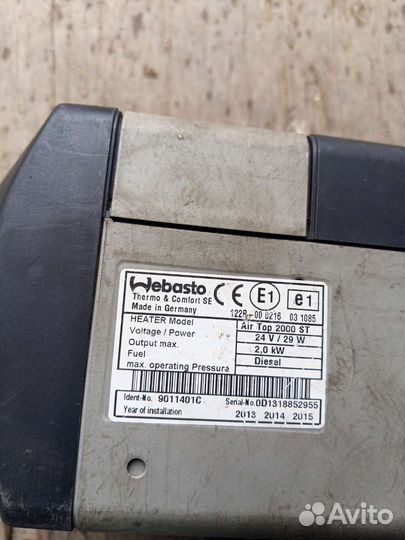 Webasto
Thermo & Comfort SE
Made in Germany
CE E1 e1
122R-00 0216 03 1085
HEATER Model Air Top 2000 ST
Voltage / Power 24 V / 29 W
Output max. 2,0 kW
Fuel Diesel
max. operating Pressure
Ident-No. 9011401C Serial-No. 0D1318852955
Year of installation 2013 2014 2015
Avito